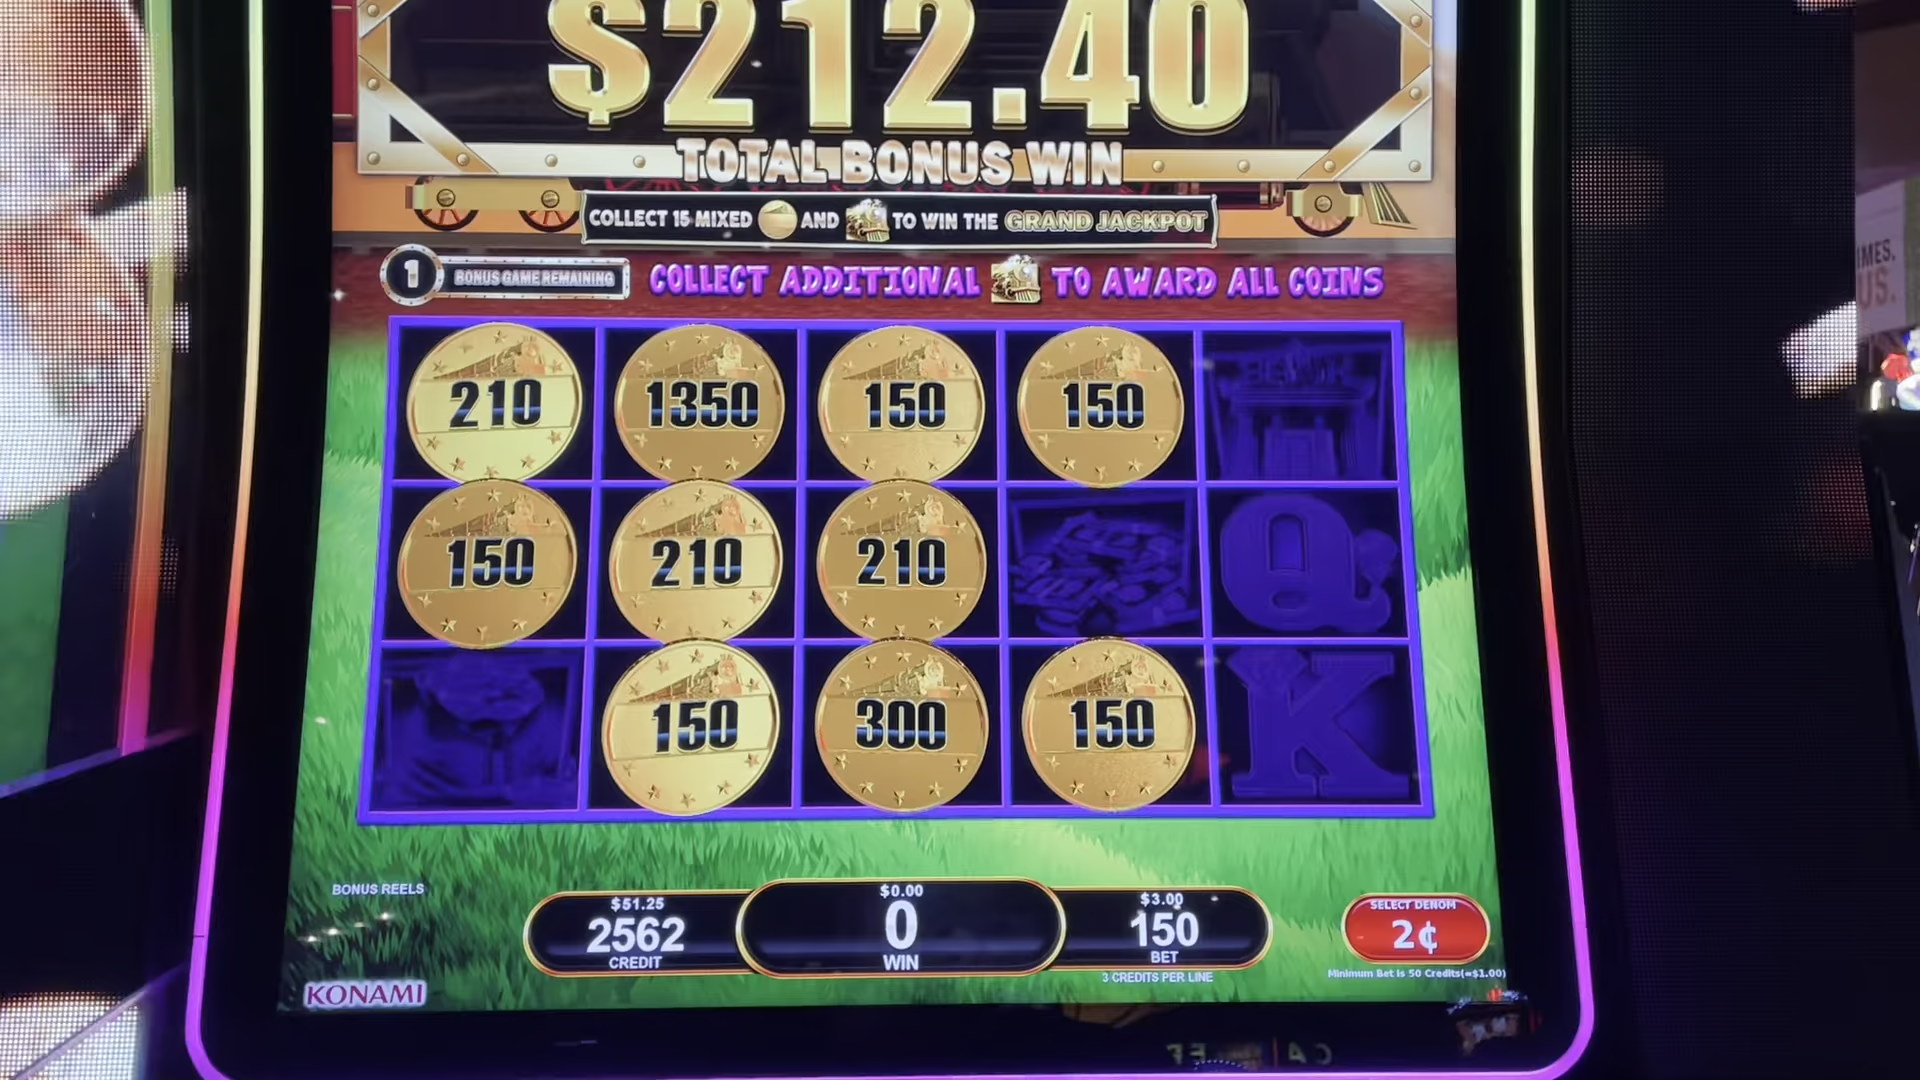 $212.40
TOTAL BONUS WIN
COLLECT 15 MIXED AND TO WIN THE GRAND JACKPOT
1 BONUS GAME REMAINING
COLLECT ADDITIONAL TO AWARD ALL COINS
210 1350 150 150 BANK
150 210 210 Q
150 300 150 K
BONUS REELS
$51.25
2562
CREDIT
$0.00
0
WIN
$3.00
150
BET
3 CREDITS PER LINE
SELECT DENOM
2¢
Minimum Bet is 50 Credits(=$1.00)
KONAMI
IMES.
US.